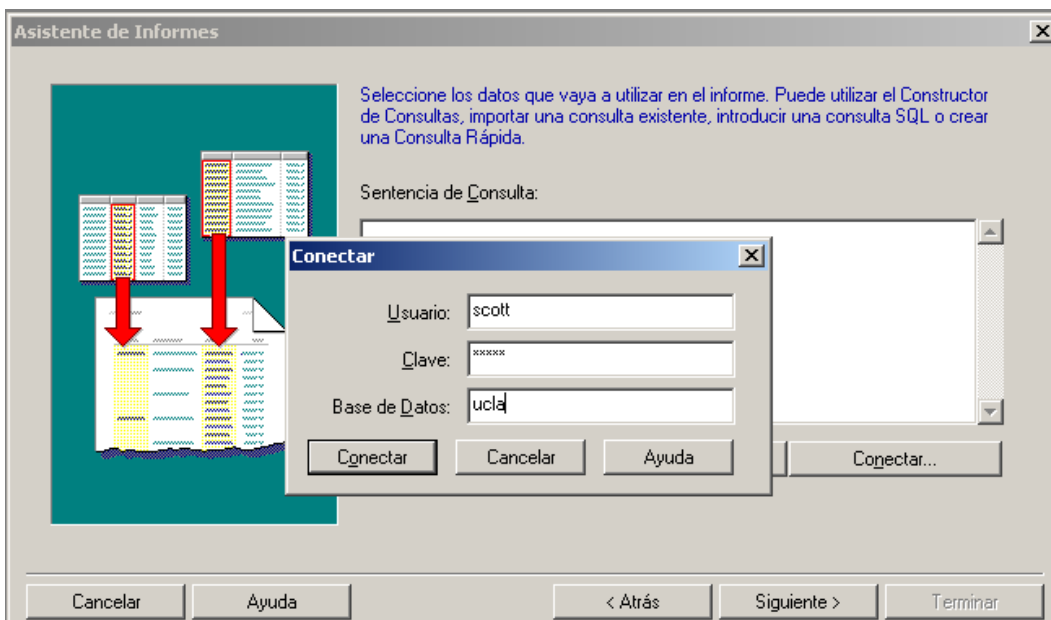 Asistente de Informes
Seleccione los datos que vaya a utilizar en el informe. Puede utilizar el Constructor
de Consultas, importar una consulta existente, introducir una consulta SQL o crear
una Consulta Rápida.
Sentencia de Consulta:
Conectar
Usuario: scott
Clave: *****
Base de Datos: ucla
Conectar Cancelar Ayuda
Conectar...
Cancelar Ayuda < Atrás Siguiente > Terminar